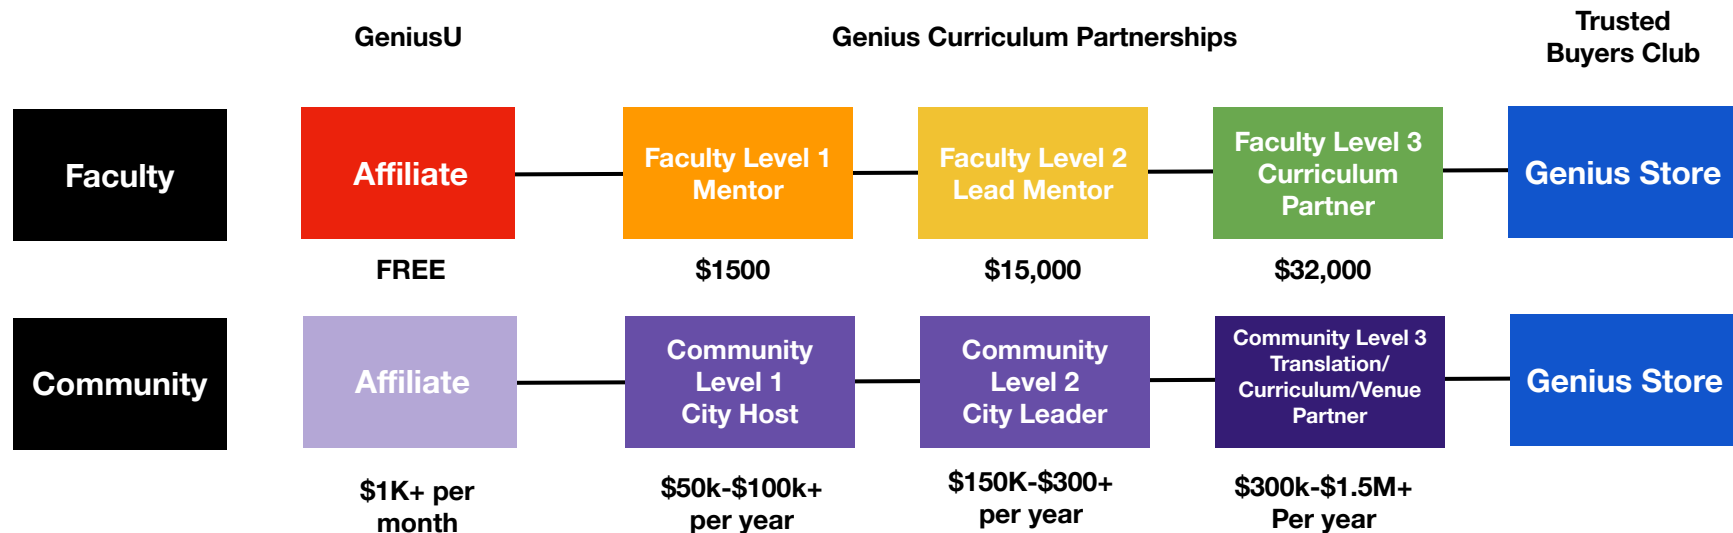 GeniusU
Genius Curriculum Partnerships
Trusted
Buyers Club
Faculty
Affiliate
Faculty Level 1
Mentor
Faculty Level 2
Lead Mentor
Faculty Level 3
Curriculum
Partner
Genius Store
FREE
$1500
$15,000
$32,000
Community
Affiliate
Community
Level 1
City Host
Community
Level 2
City Leader
Community Level 3
Translation/
Curriculum/Venue
Partner
Genius Store
$1K+ per
month
$50k-$100k+
per year
$150K-$300+
per year
$300k-$1.5M+
Per year